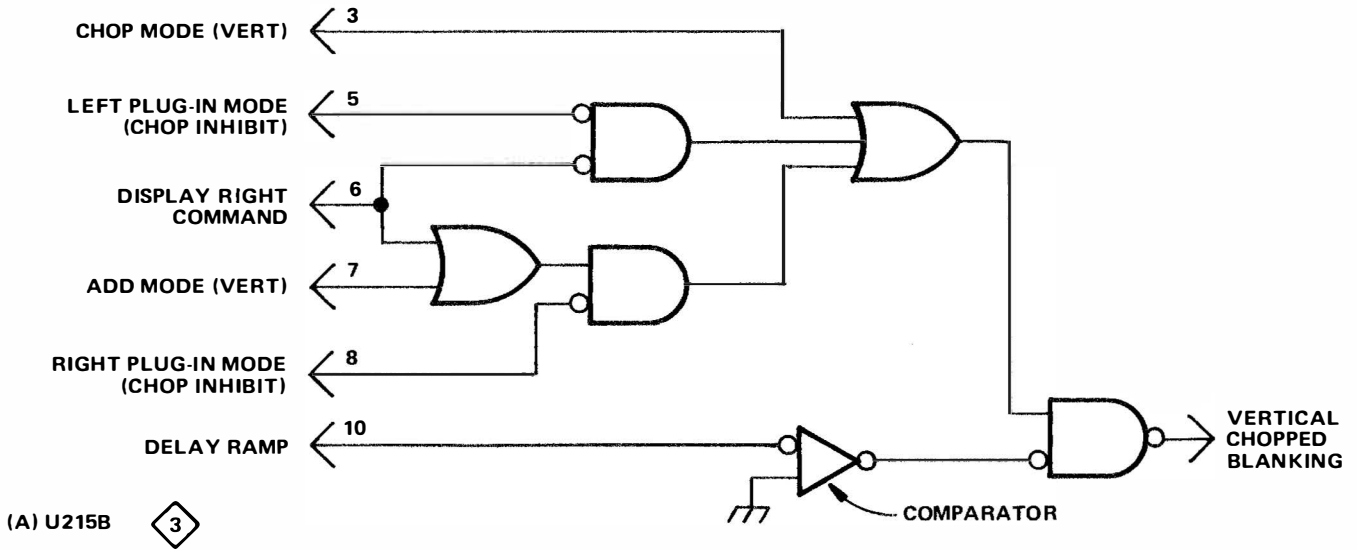 CHOP MODE (VERT)
3
LEFT PLUG-IN MODE
(CHOP INHIBIT)
5
DISPLAY RIGHT
COMMAND
6
ADD MODE (VERT)
7
RIGHT PLUG-IN MODE
(CHOP INHIBIT)
8
DELAY RAMP
10
VERTICAL
CHOPPED
BLANKING
COMPARATOR
(A) U215B
3